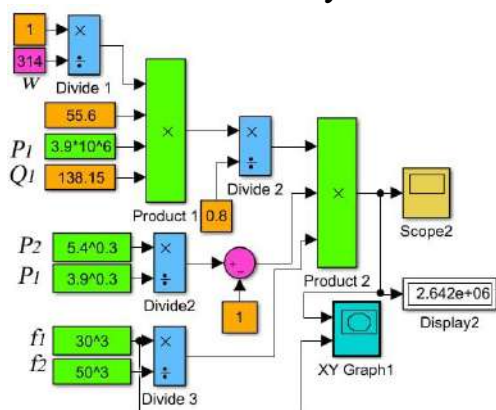 1
×
÷
314
w
Divide 1
55.6
P1
3.9*10^6
Q1
138.15
×
Product 1
×
÷
Divide 2
0.8
×
Product 2
Scope2
P2
5.4^0.3
P1
3.9^0.3
×
÷
Divide2
+
−
1
2.642e+06
Display2
f1
30^3
f2
50^3
×
÷
Divide 3
XY Graph1